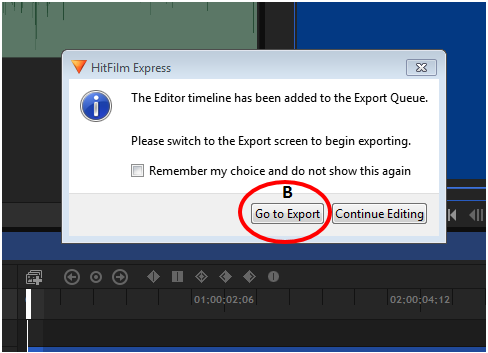 HitFilm Express
The Editor timeline has been added to the Export Queue.
Please switch to the Export screen to begin exporting.
Remember my choice and do not show this again
B
Go to Export Continue Editing
01;00;02;06 02;00;04;12